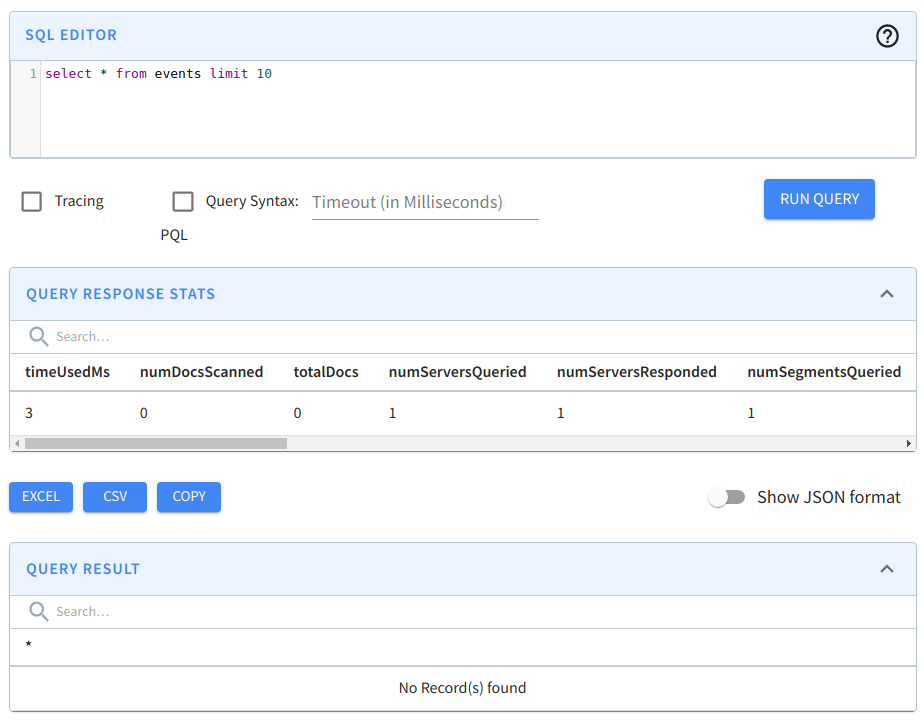 SQL EDITOR
1 select * from events limit 10
Tracing
Query Syntax:
Timeout (in Milliseconds)
RUN QUERY
PQL
QUERY RESPONSE STATS
Search…
timeUsedMs numDocsScanned totalDocs numServersQueried numServersResponded numSegmentsQueried
3 0 0 1 1 1
EXCEL CSV COPY
Show JSON format
QUERY RESULT
Search…
*
No Record(s) found